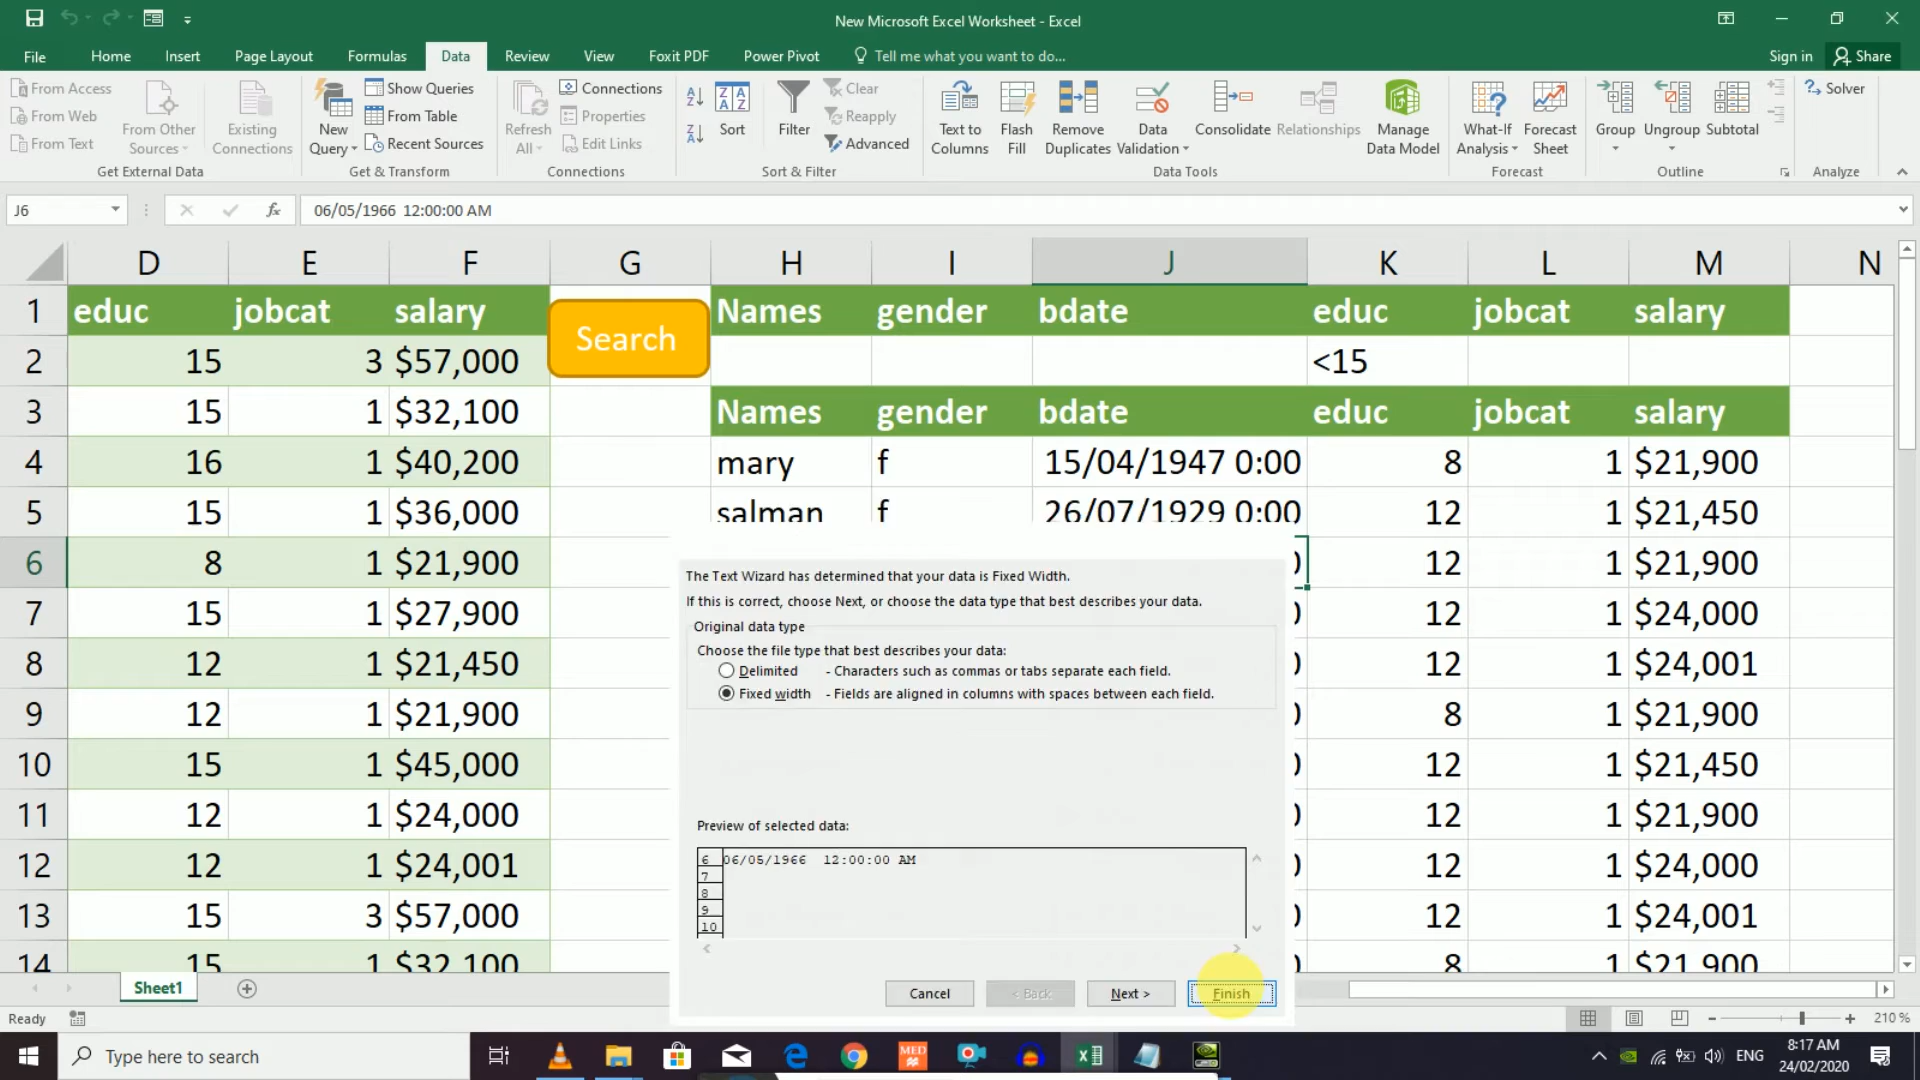 New Microsoft Excel Worksheet - Excel
File Home Insert Page Layout Formulas Data Review View Foxit PDF Power Pivot Tell me what you want to do... Sign in Share
From Access
From Web
From Text
From Other Sources
Existing Connections
Get External Data
New Query
Show Queries
From Table
Recent Sources
Get & Transform
Refresh All
Connections
Properties
Edit Links
Connections
Sort
Filter
Clear
Reapply
Advanced
Sort & Filter
Text to Columns
Flash Fill
Remove Duplicates
Data Validation
Consolidate
Relationships
Manage Data Model
Data Tools
What-If Analysis
Forecast Sheet
Forecast
Group
Ungroup
Subtotal
Outline
Solver
Analyze
J6 fx 06/05/1966 12:00:00 AM
D E F G H I J K L M N
1 educ jobcat salary Search Names gender bdate educ jobcat salary
2 15 3 $57,000 <15
3 15 1 $32,100 Names gender bdate educ jobcat salary
4 16 1 $40,200 mary f 15/04/1947 0:00 8 1 $21,900
5 15 1 $36,000 salman f 26/07/1929 0:00 12 1 $21,450
6 8 1 $21,900 12 1 $21,900
7 15 1 $27,900 12 1 $24,000
8 12 1 $21,450 12 1 $24,001
9 12 1 $21,900 8 1 $21,900
10 15 1 $45,000 12 1 $21,450
11 12 1 $24,000 12 1 $21,900
12 12 1 $24,001 12 1 $24,000
13 15 3 $57,000 12 1 $24,001
14 15 1 $32,100 8 1 $21,900
The Text Wizard has determined that your data is Fixed Width.
If this is correct, choose Next, or choose the data type that best describes your data.
Original data type
Choose the file type that best describes your data:
Delimited - Characters such as commas or tabs separate each field.
Fixed width - Fields are aligned in columns with spaces between each field.
Preview of selected data:
6 06/05/1966 12:00:00 AM
7
8
9
10
Cancel < Back Next > Finish
Sheet1
Ready 210 %
Type here to search
MED
ENG
8:17 AM
24/02/2020